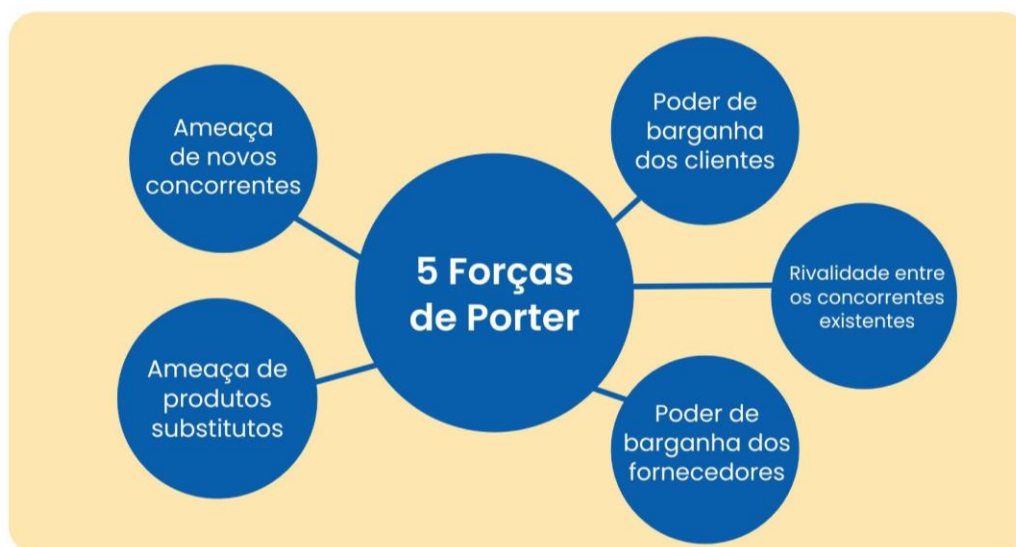 Ameaça
de novos
concorrentes
Poder de
barganha
dos clientes
5 Forças
de Porter
Rivalidade entre
os concorrentes
existentes
Ameaça de
produtos
substitutos
Poder de
barganha dos
fornecedores